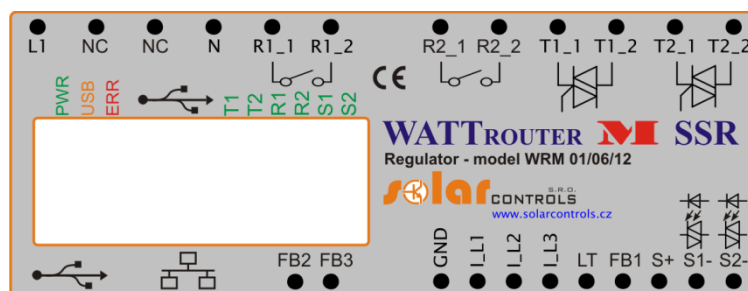 L1 NC NC N R1_1 R1_2 R2_1 R2_2 T1_1 T1_2 T2_1 T2_2
PWR
USB
ERR
T1
T2
R1
R2
S1
S2
CE
WATTROUTER M SSR
Regulator - model WRM 01/06/12
solar CONTROLS S.R.O.
www.solarcontrols.cz
GND
I_L1
I_L2
I_L3
LT FB1 S+ S1- S2-
FB2 FB3